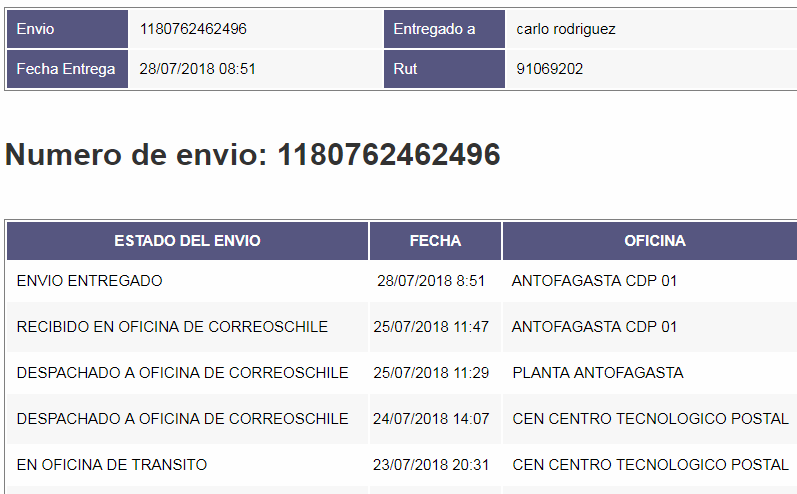 Envio 1180762462496 Entregado a carlo rodriguez
Fecha Entrega 28/07/2018 08:51 Rut 91069202
Numero de envio: 1180762462496
ESTADO DEL ENVIO FECHA OFICINA
ENVIO ENTREGADO 28/07/2018 8:51 ANTOFAGASTA CDP 01
RECIBIDO EN OFICINA DE CORREOSCHILE 25/07/2018 11:47 ANTOFAGASTA CDP 01
DESPACHADO A OFICINA DE CORREOSCHILE 25/07/2018 11:29 PLANTA ANTOFAGASTA
DESPACHADO A OFICINA DE CORREOSCHILE 24/07/2018 14:07 CEN CENTRO TECNOLOGICO POSTAL
EN OFICINA DE TRANSITO 23/07/2018 20:31 CEN CENTRO TECNOLOGICO POSTAL